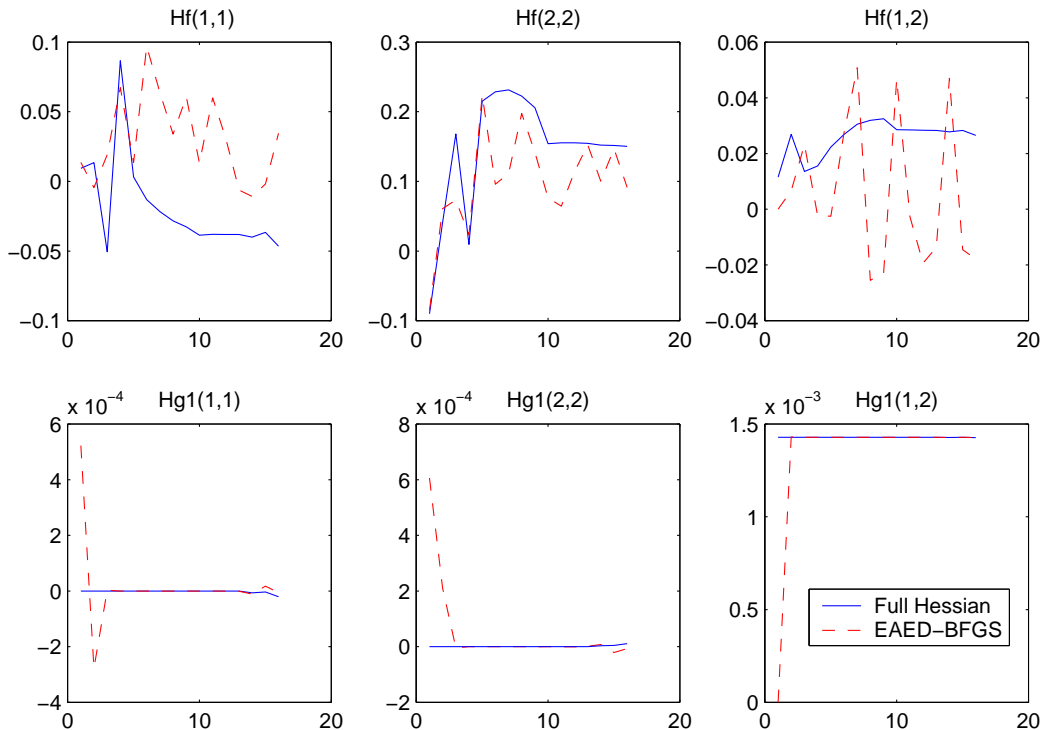 Hf(1,1)
0.1
0.05
0
−0.05
−0.1
0 10 20
Hf(2,2)
0.3
0.2
0.1
0
−0.1
0 10 20
Hf(1,2)
0.06
0.04
0.02
0
−0.02
−0.04
0 10 20
x 10−4
Hg1(1,1)
6
4
2
0
−2
−4
0 10 20
x 10−4
Hg1(2,2)
8
6
4
2
0
−2
0 10 20
x 10−3
Hg1(1,2)
1.5
1
0.5
0
0 10 20
Full Hessian
EAED−BFGS